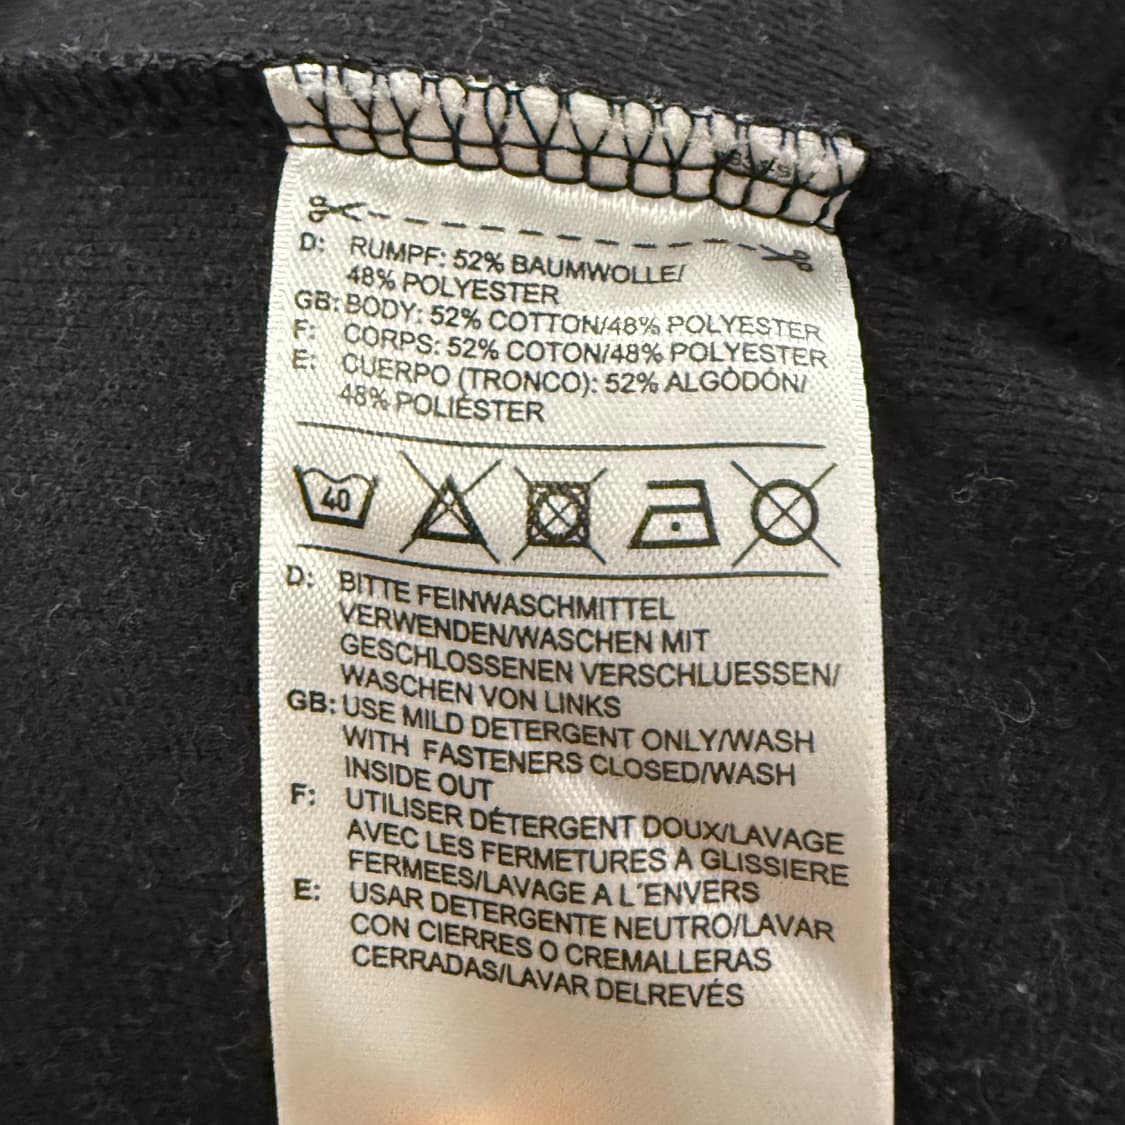 D: RUMPF: 52% BAUMWOLLE/
48% POLYESTER
GB: BODY: 52% COTTON/48% POLYESTER
F: CORPS: 52% COTON/48% POLYESTER
E: CUERPO (TRONCO): 52% ALGODÓN/
48% POLIÉSTER
40
D: BITTE FEINWASCHMITTEL
VERWENDEN/WASCHEN MIT
GESCHLOSSENEN VERSCHLUESSEN/
WASCHEN VON LINKS
GB: USE MILD DETERGENT ONLY/WASH
WITH FASTENERS CLOSED/WASH
INSIDE OUT
F: UTILISER DÉTERGENT DOUX/LAVAGE
AVEC LES FERMETURES A GLISSIERE
FERMEES/LAVAGE A L´ENVERS
E: USAR DETERGENTE NEUTRO/LAVAR
CON CIERRES O CREMALLERAS
CERRADAS/LAVAR DELREVÉS